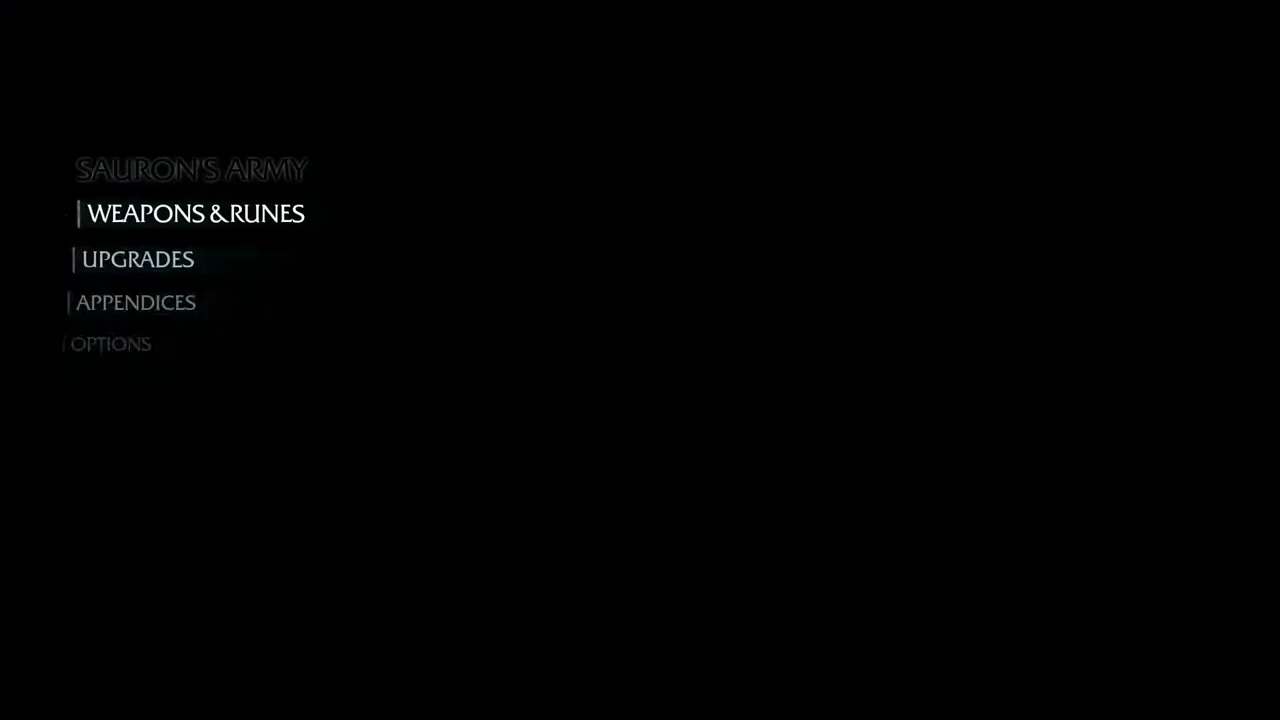 SAURON'S ARMY
WEAPONS & RUNES
UPGRADES
APPENDICES
OPTIONS